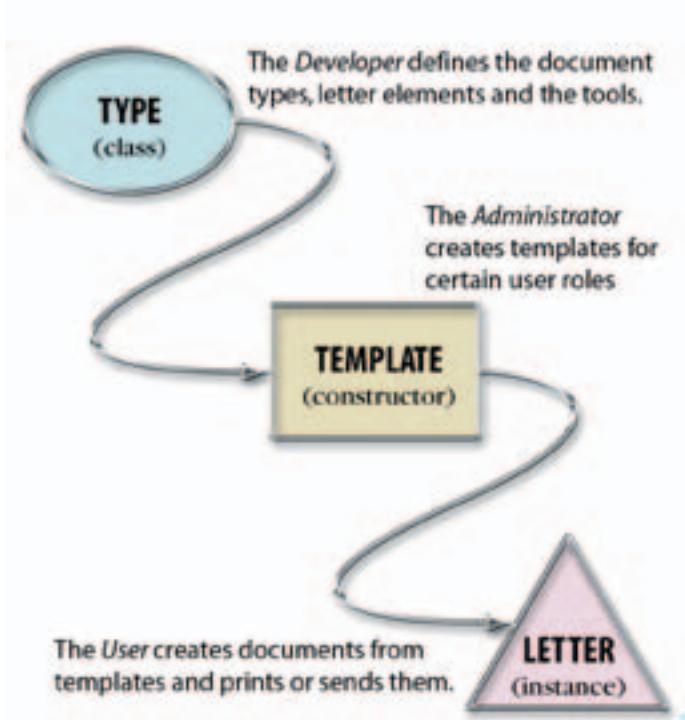 The Developer defines the document
types, letter elements and the tools.
TYPE
(class)
The Administrator
creates templates for
certain user roles
TEMPLATE
(constructor)
The User creates documents from
templates and prints or sends them.
LETTER
(instance)